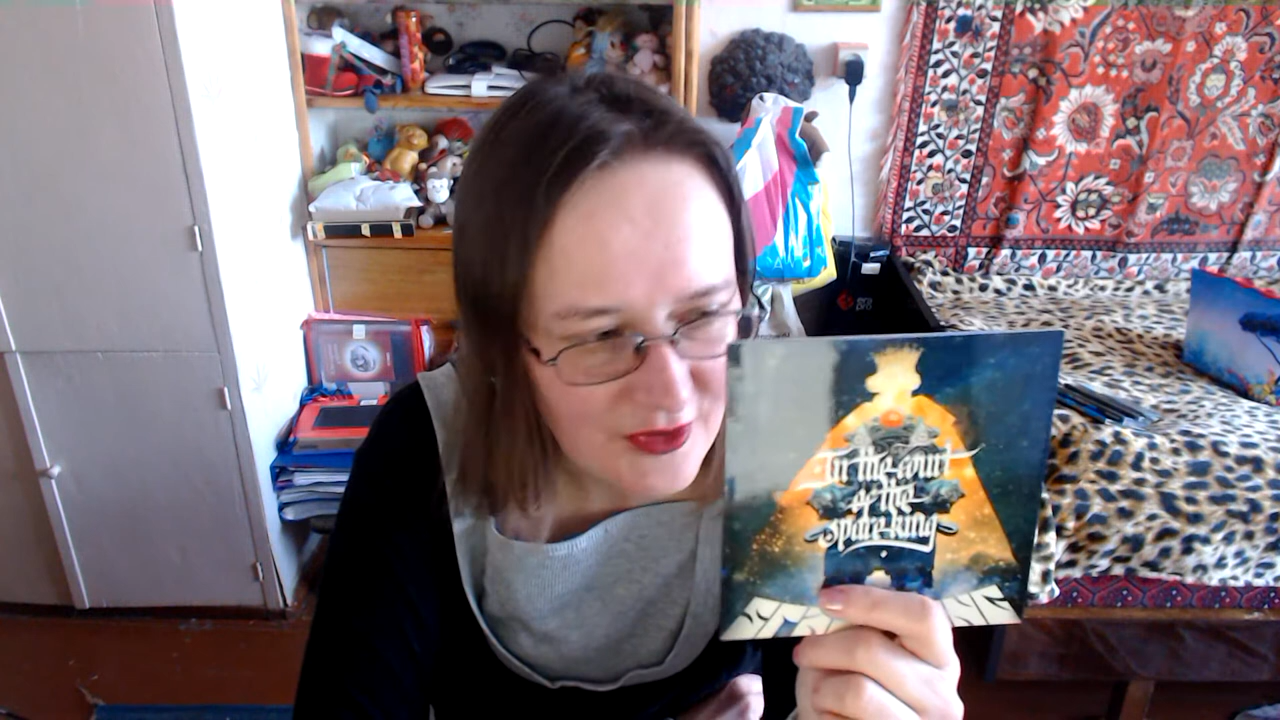 In the court
of the
spare king